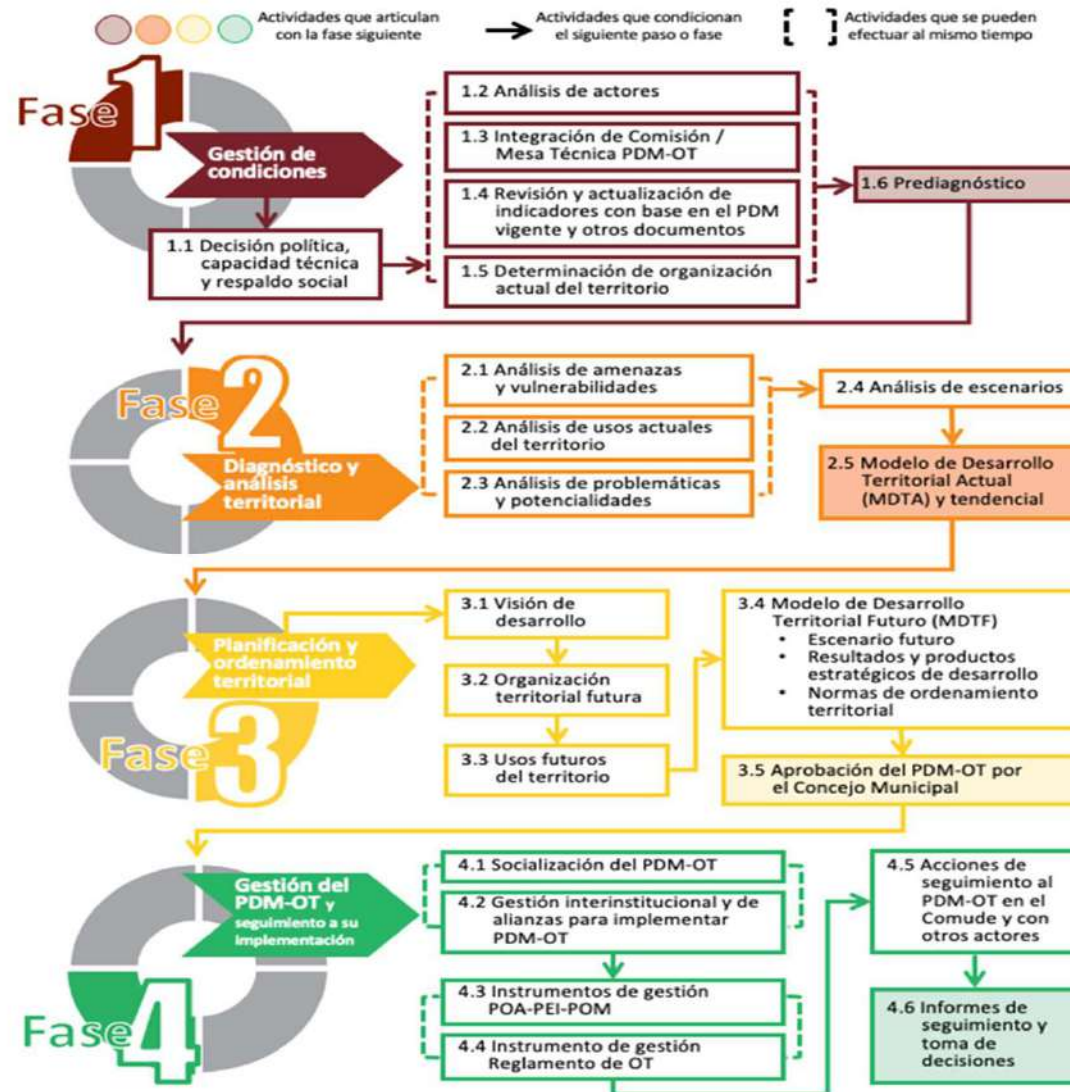 Actividades que articulan
con la fase siguiente
Actividades que condicionan
el siguiente paso o fase
Actividades que se pueden
efectuar al mismo tiempo
Fase 1
Gestión de
condiciones
1.1 Decisión política,
capacidad técnica
y respaldo social
1.2 Análisis de actores
1.3 Integración de Comisión /
Mesa Técnica PDM-OT
1.4 Revisión y actualización de
indicadores con base en el PDM
vigente y otros documentos
1.5 Determinación de organización
actual del territorio
1.6 Prediagnóstico
Fase 2
Diagnóstico y
análisis
territorial
2.1 Análisis de amenazas
y vulnerabilidades
2.2 Análisis de usos actuales
del territorio
2.3 Análisis de problemáticas
y potencialidades
2.4 Análisis de escenarios
2.5 Modelo de Desarrollo
Territorial Actual
(MDTA) y tendencial
Planificación y
ordenamiento
territorial
Fase 3
3.1 Visión de
desarrollo
3.2 Organización
territorial futura
3.3 Usos futuros
del territorio
3.4 Modelo de Desarrollo
Territorial Futuro (MDTF)
• Escenario futuro
• Resultados y productos
estratégicos de desarrollo
• Normas de ordenamiento
territorial
3.5 Aprobación del PDM-OT por
el Concejo Municipal
Gestión del
PDM-OT y
seguimiento a su
implementación
Fase 4
4.1 Socialización del PDM-OT
4.2 Gestión interinstitucional y de
alianzas para implementar
PDM-OT
4.3 Instrumentos de gestión
POA-PEI-POM
4.4 Instrumento de gestión
Reglamento de OT
4.5 Acciones de
seguimiento al
PDM-OT en el
Comude y con
otros actores
4.6 Informes de
seguimiento y
toma de
decisiones